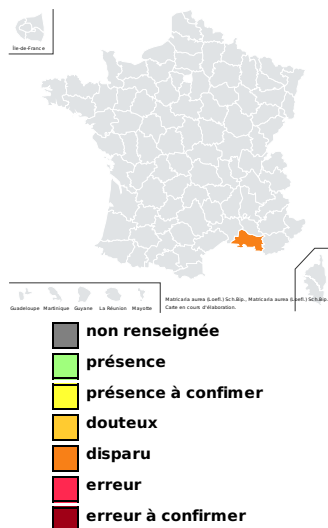 Île-de-France
Guadeloupe Martinique Guyane La Réunion Mayotte
Matricaria aurea (Loefl.) Sch.Bip., Matricaria aurea (Loefl.) Sch.Bip.
Carte en cours d'élaboration.
non renseignée
présence
présence à confimer
douteux
disparu
erreur
erreur à confirmer